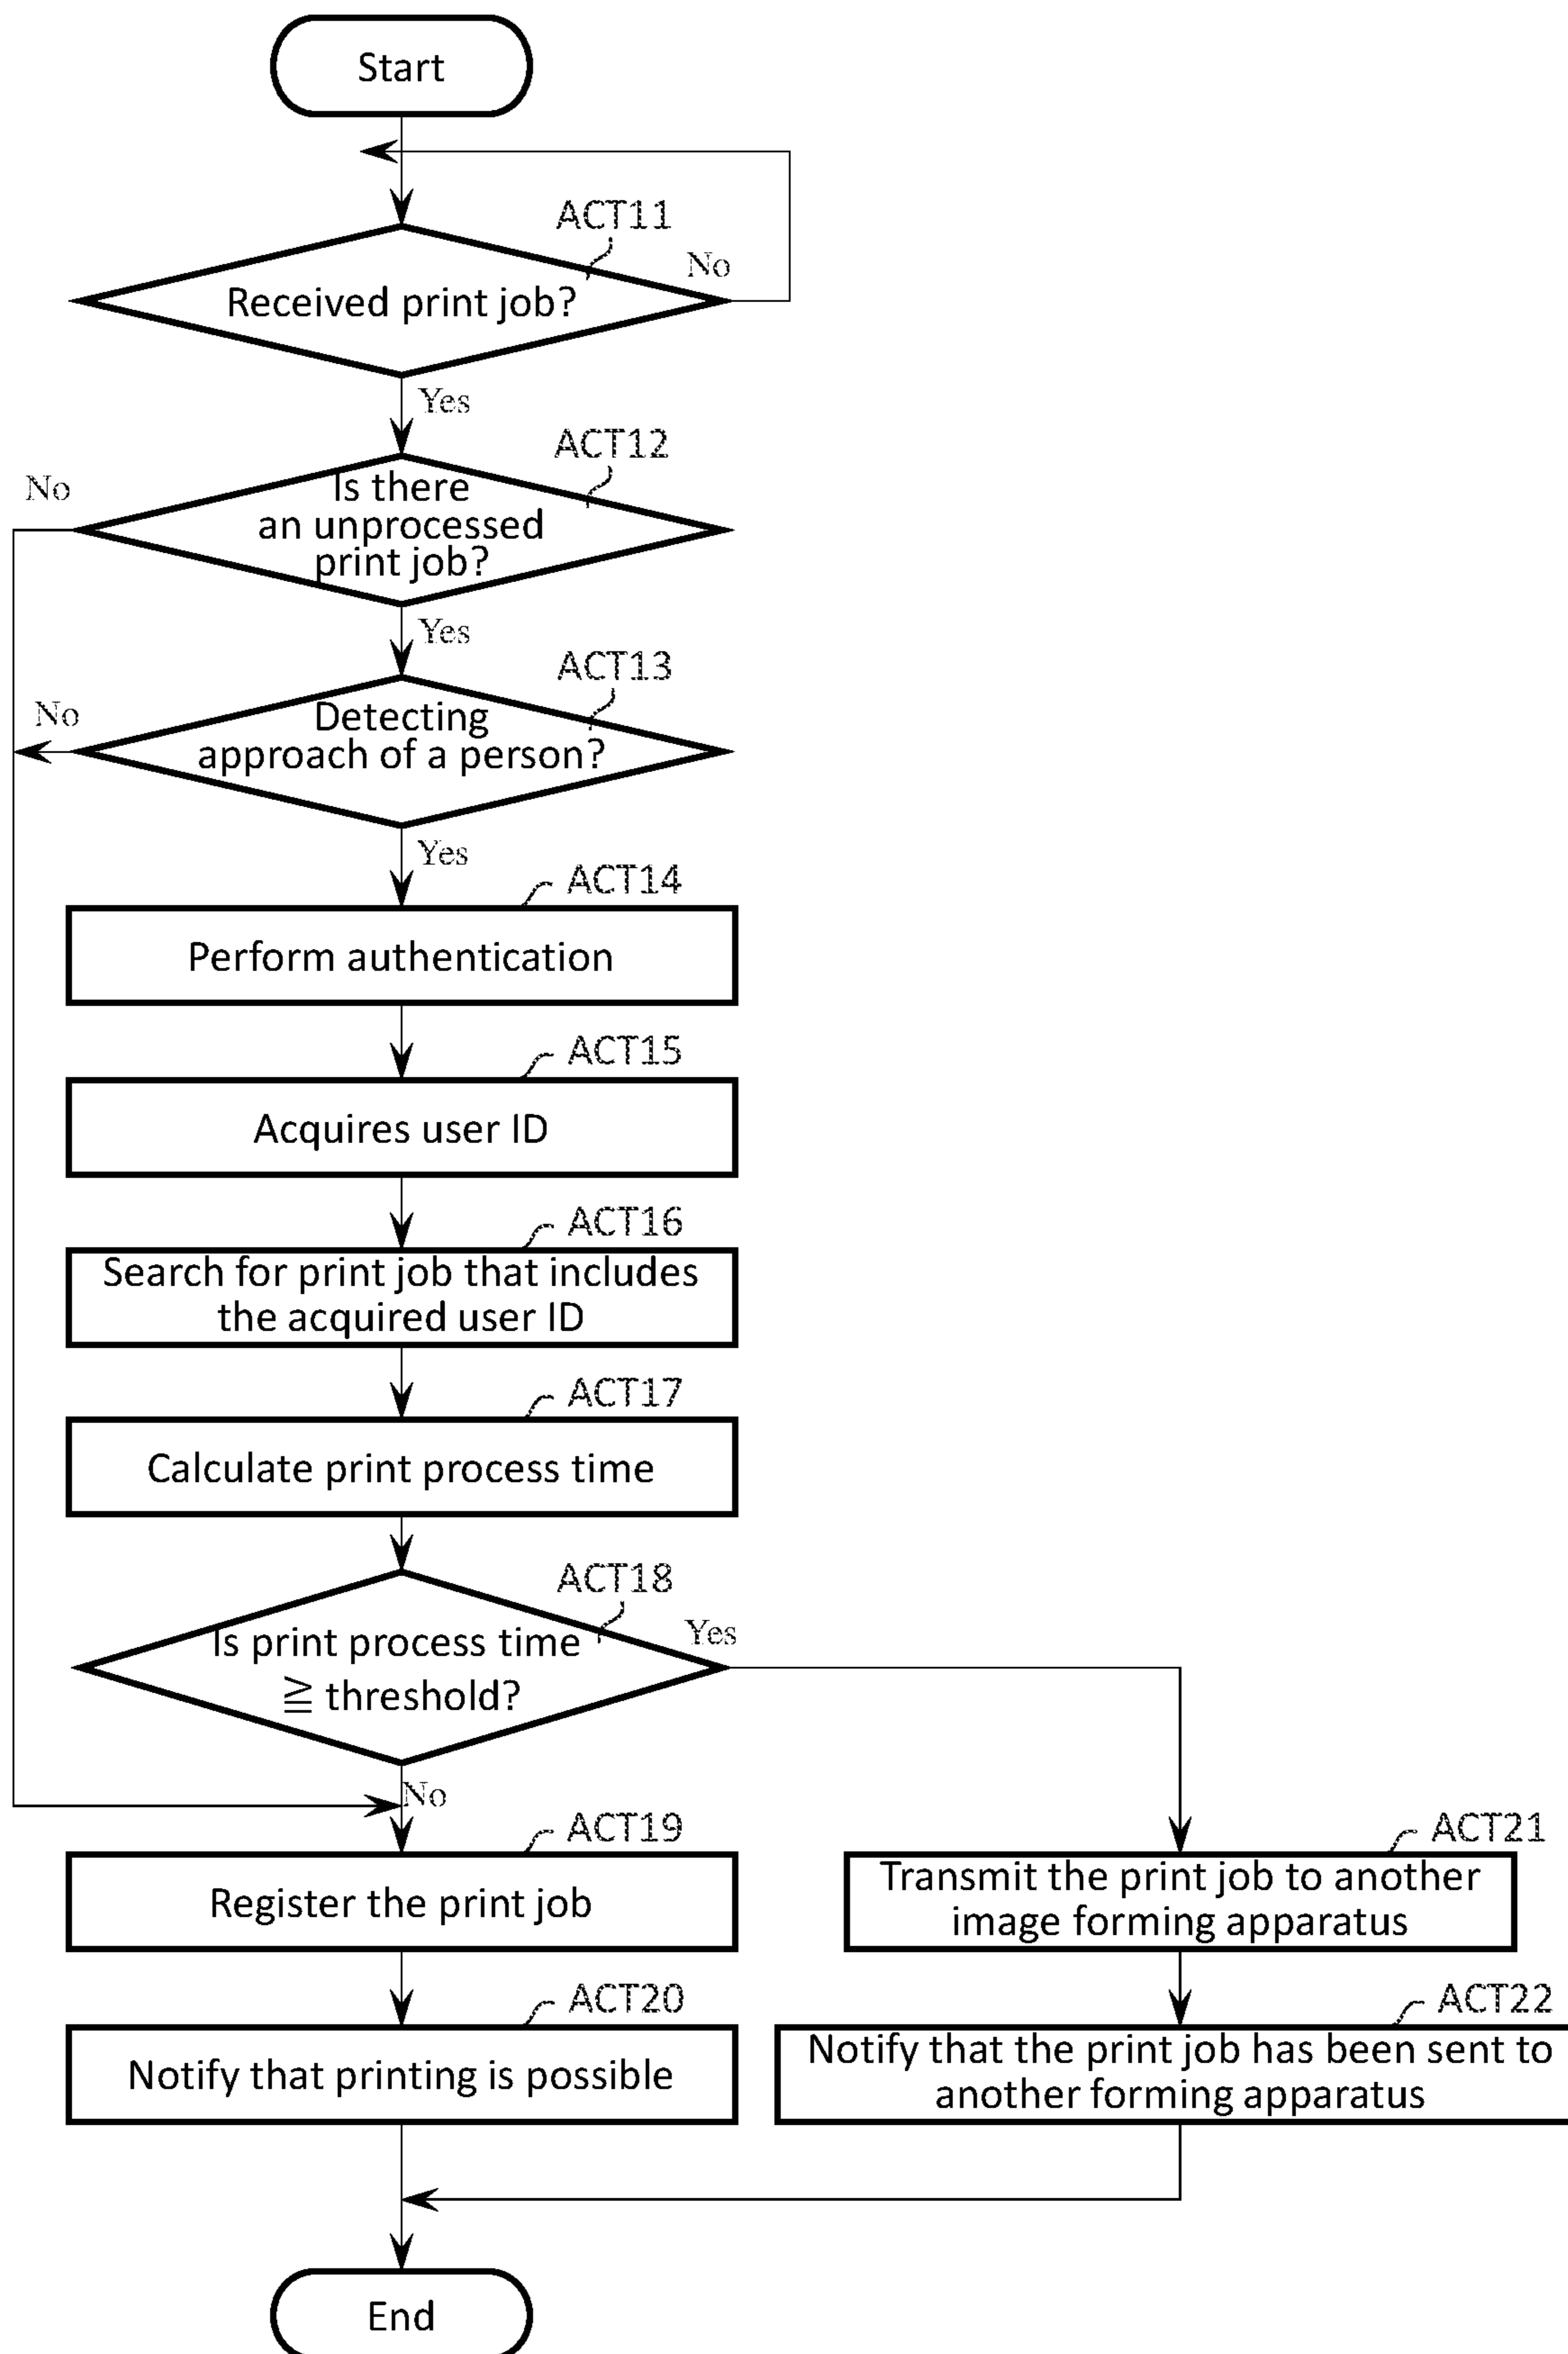 Start
ACT11
No
Received print job?
Yes
ACT12
No
Is there
an unprocessed
print job?
Yes
ACT13
No
Detecting
approach of a person?
Yes
ACT14
Perform authentication
ACT15
Acquires user ID
ACT16
Search for print job that includes
the acquired user ID
ACT17
Calculate print process time
ACT18
Yes
Is print process time
≧ threshold?
No
ACT19
Register the print job
ACT20
Notify that printing is possible
ACT21
Transmit the print job to another
image forming apparatus
ACT22
Notify that the print job has been sent to
another forming apparatus
End